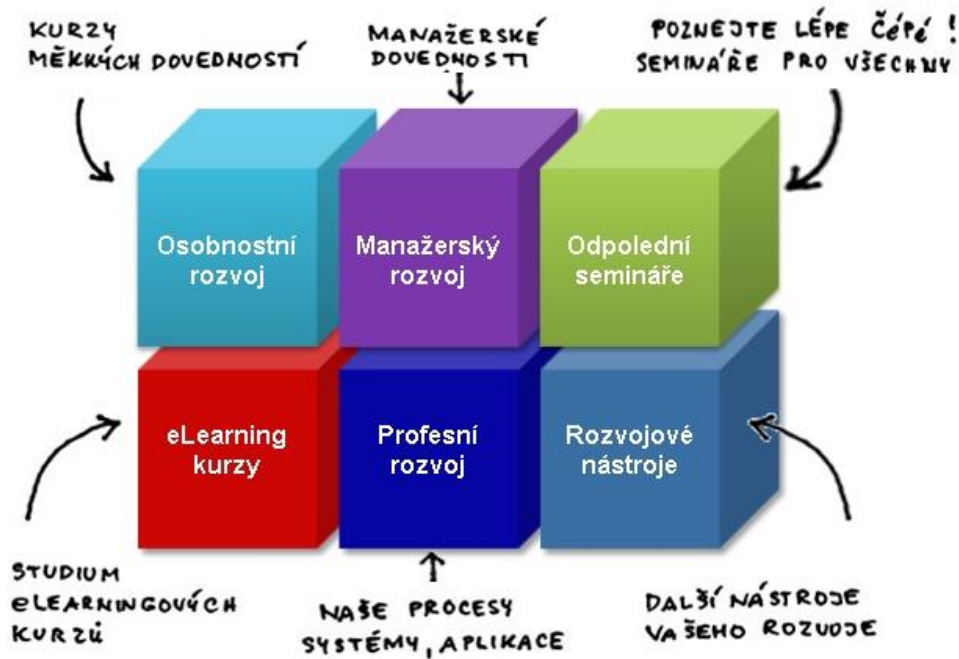 KURZY
MĚKKÝCH DOVEDNOSTÍ
MANAŽERSKÉ
DOVEDNOSTI
POZNEJTE LÉPE ČÉPÉ !
SEMINÁŘE PRO VŠECHNY
Osobnostní
rozvoj
Manažerský
rozvoj
Odpolední
semináře
eLearning
kurzy
Profesní
rozvoj
Rozvojové
nástroje
STUDIUM
eLEARNINGOVÝCH
KURZŮ
NAŠE PROCESY
SYSTÉMY, APLIKACE
DALŠÍ NÁSTROJE
VAŠEHO ROZVOJE